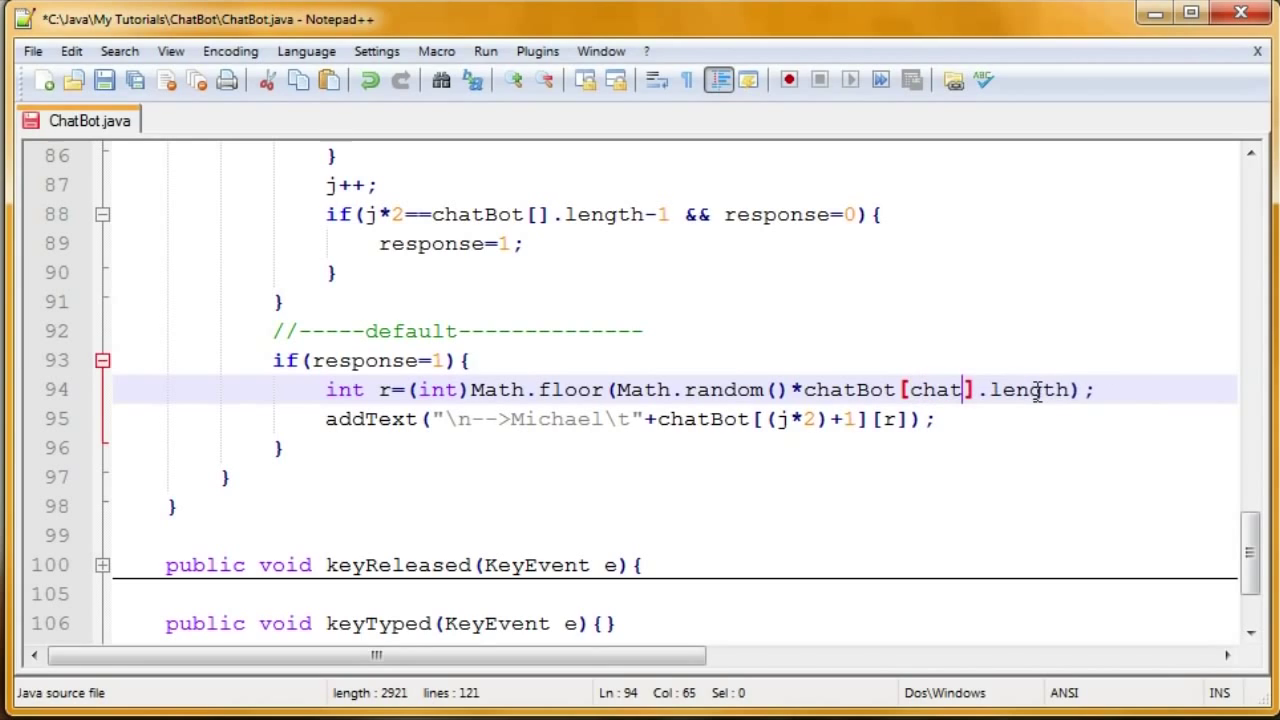 *C:\Java\My Tutorials\ChatBot\ChatBot.java - Notepad++
File Edit Search View Encoding Language Settings Macro Run Plugins Window ? X
ABC
ChatBot.java
86 }
87 j++;
88 if(j*2==chatBot[].length-1 && response=0){
89 response=1;
90 }
91 }
92 //-----default--------------
93 if(response=1){
94 int r=(int)Math.floor(Math.random()*chatBot[chat].length);
95 addText("\n-->Michael\t"+chatBot[(j*2)+1][r]);
96 }
97 }
98 }
99
100 public void keyReleased(KeyEvent e){
105
106 public void keyTyped(KeyEvent e){}
Java source file length : 2921 lines : 121 Ln : 94 Col : 65 Sel : 0 Dos\Windows ANSI INS